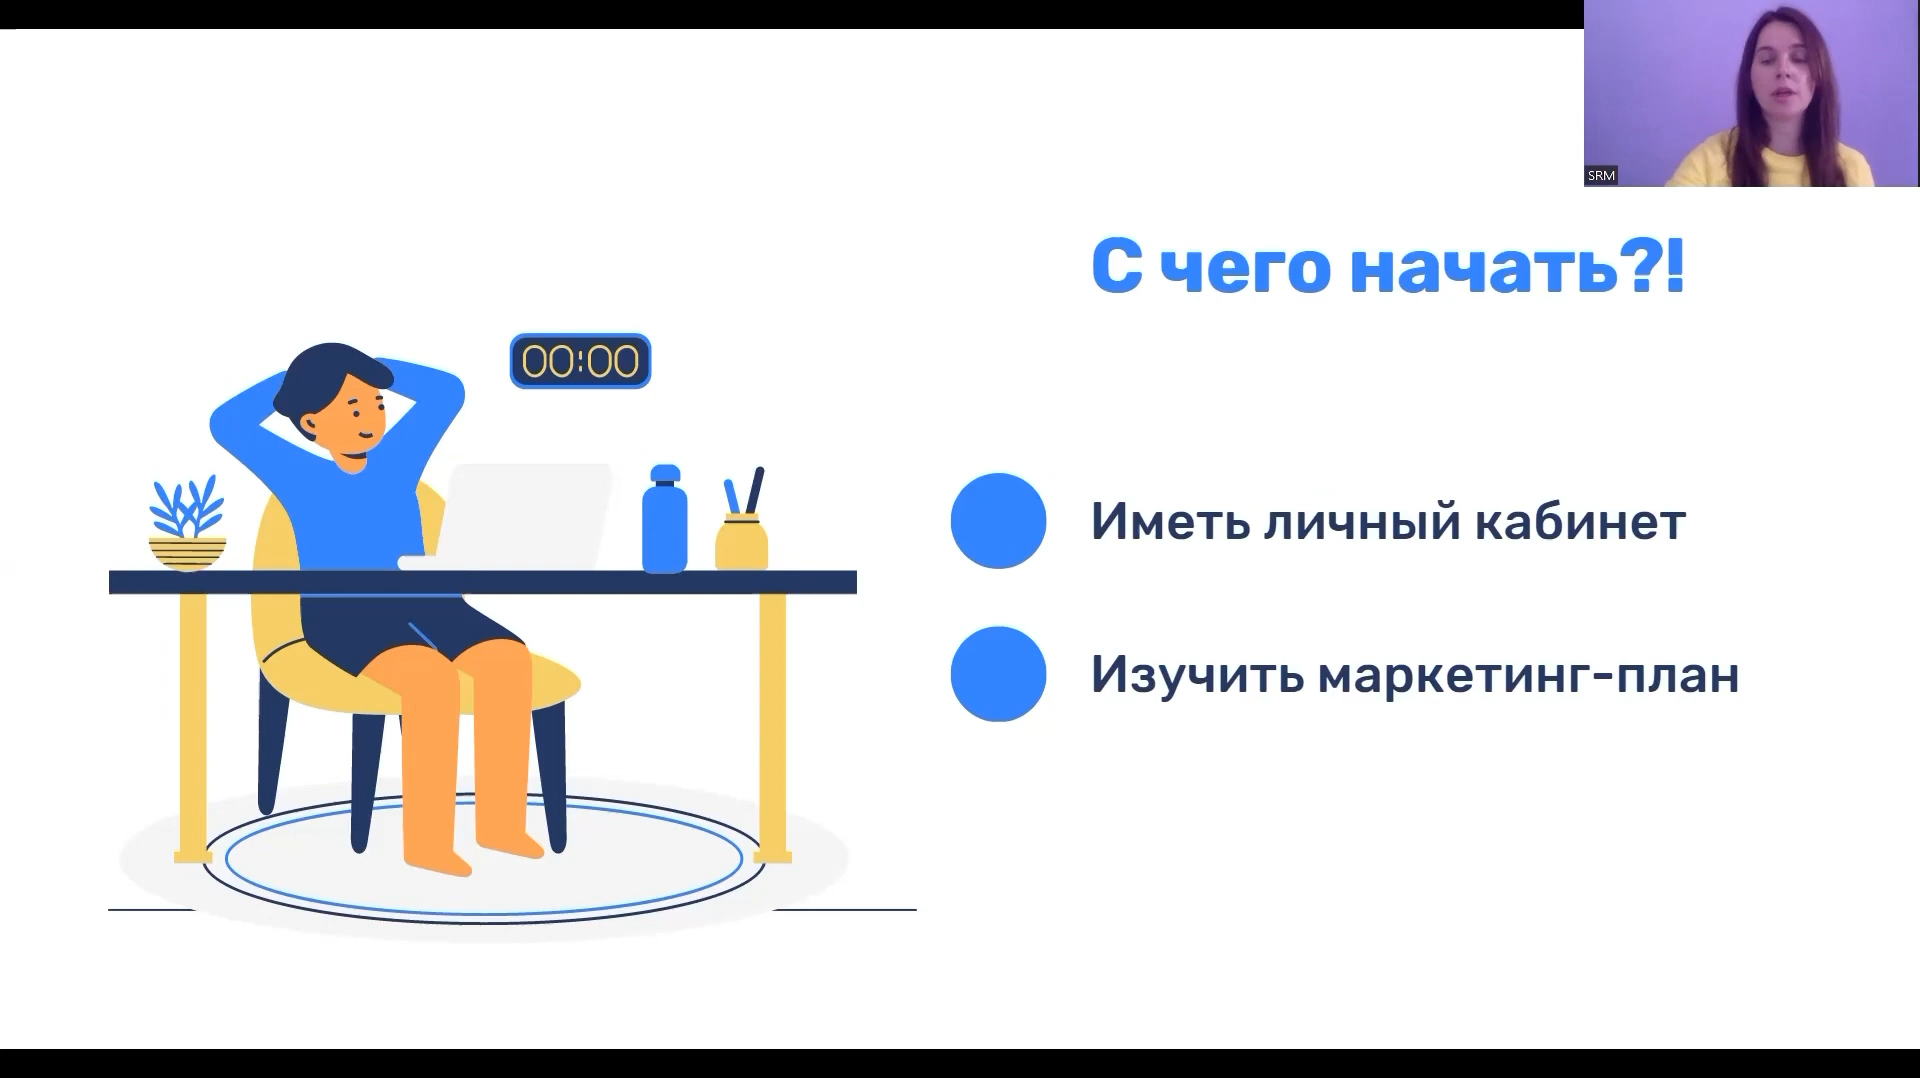 SRM
С чего начать?!
00:00
Иметь личный кабинет
Изучить маркетинг-план